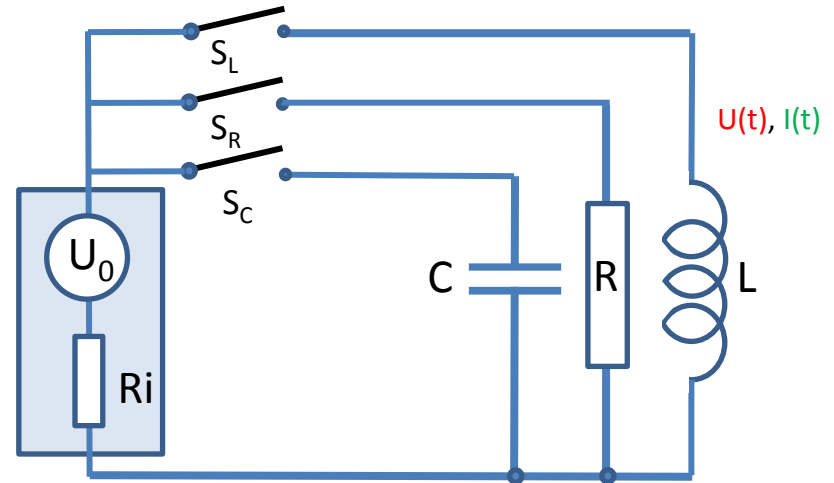 S_L
S_R
U(t), I(t)
S_C
U_0
C
R
L
Ri